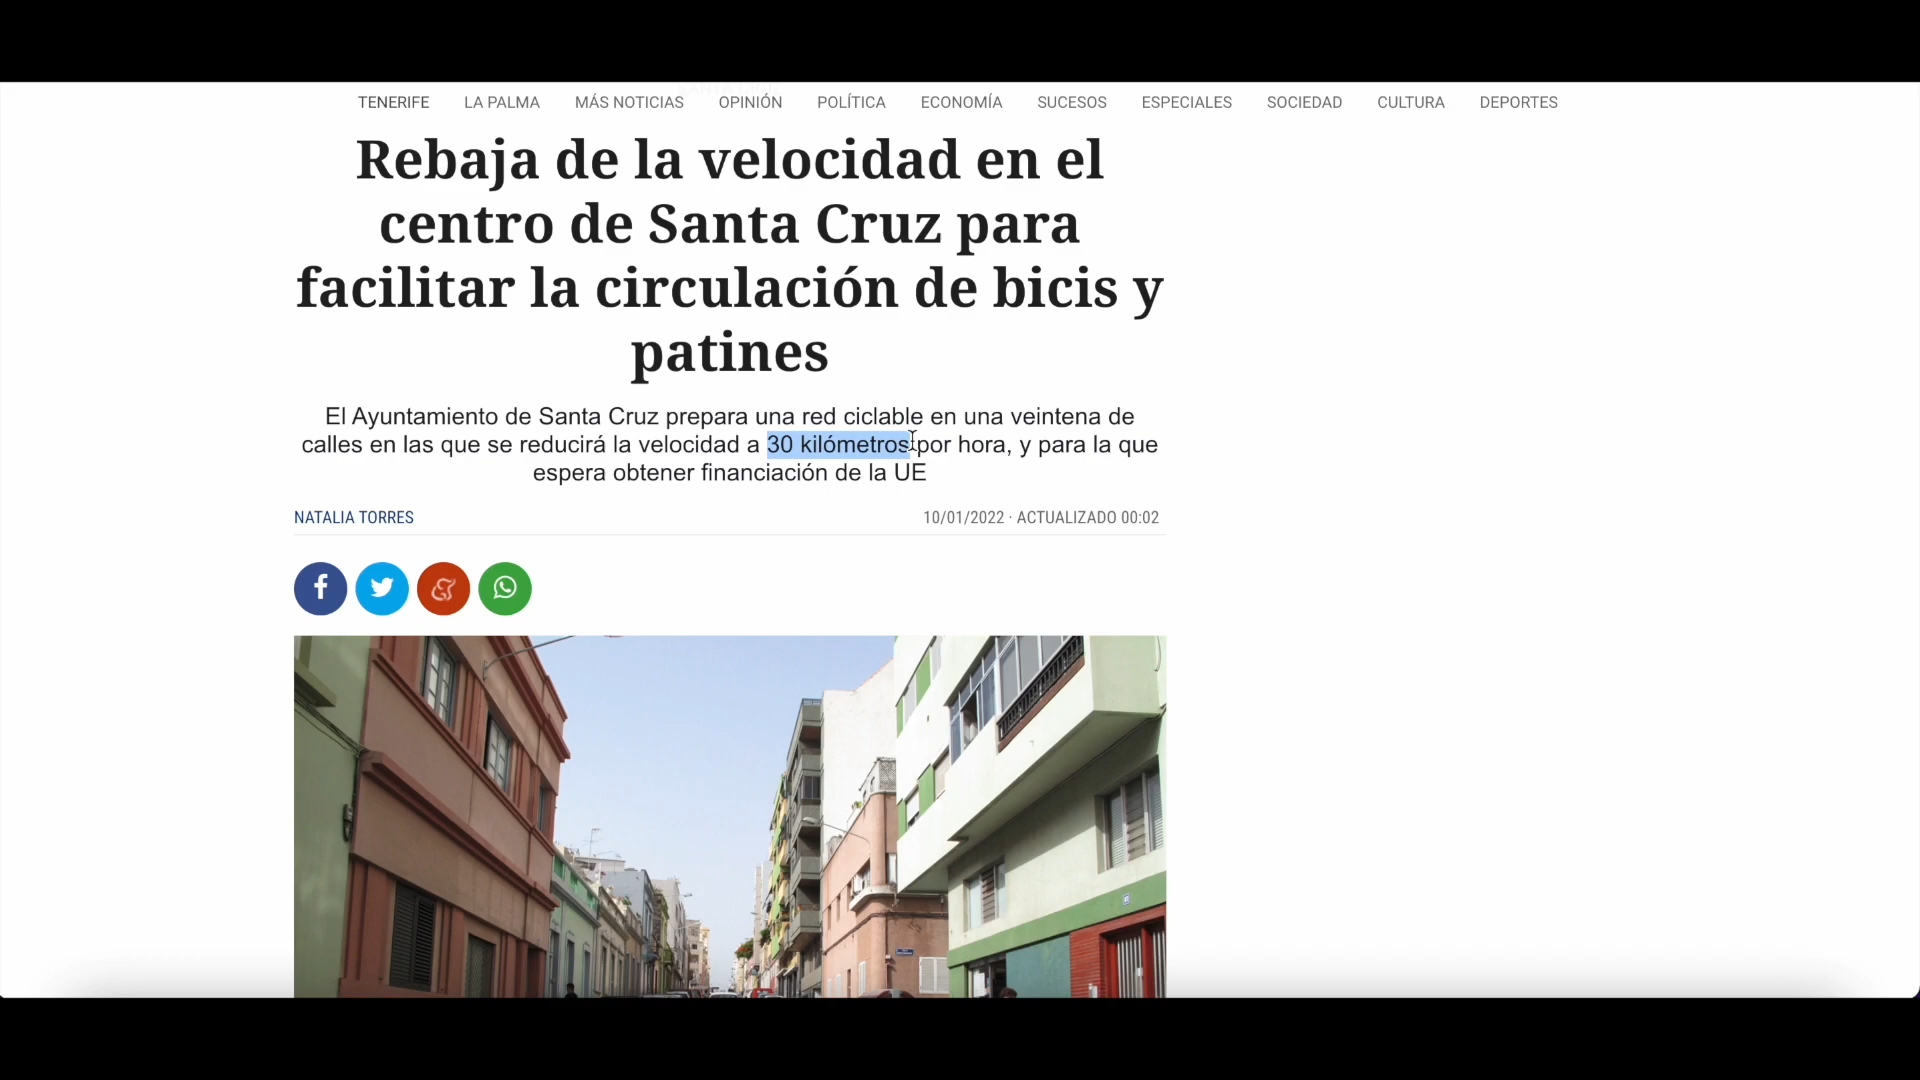 TENERIFE LA PALMA MÁS NOTICIAS OPINIÓN POLÍTICA ECONOMÍA SUCESOS ESPECIALES SOCIEDAD CULTURA DEPORTES
Rebaja de la velocidad en el
centro de Santa Cruz para
facilitar la circulación de bicis y
patines
El Ayuntamiento de Santa Cruz prepara una red ciclable en una veintena de
calles en las que se reducirá la velocidad a 30 kilómetros por hora, y para la que
espera obtener financiación de la UE
NATALIA TORRES 10/01/2022 · ACTUALIZADO 00:02